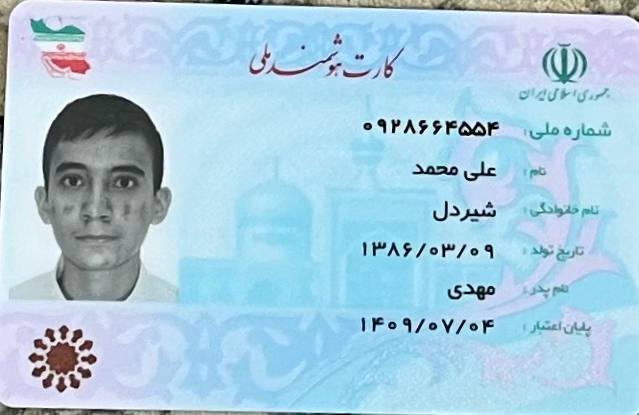 کارت هوشمند ملی
جمهوری اسلامی ایران
شماره ملی: ۰۹۲۸۶۶۴۵۵۴
نام: علی محمد
نام خانوادگی: شیردل
تاریخ تولد: ۱۳۸۶/۰۳/۰۹
نام پدر: مهدی
پایان اعتبار: ۱۴۰۹/۰۷/۰۴